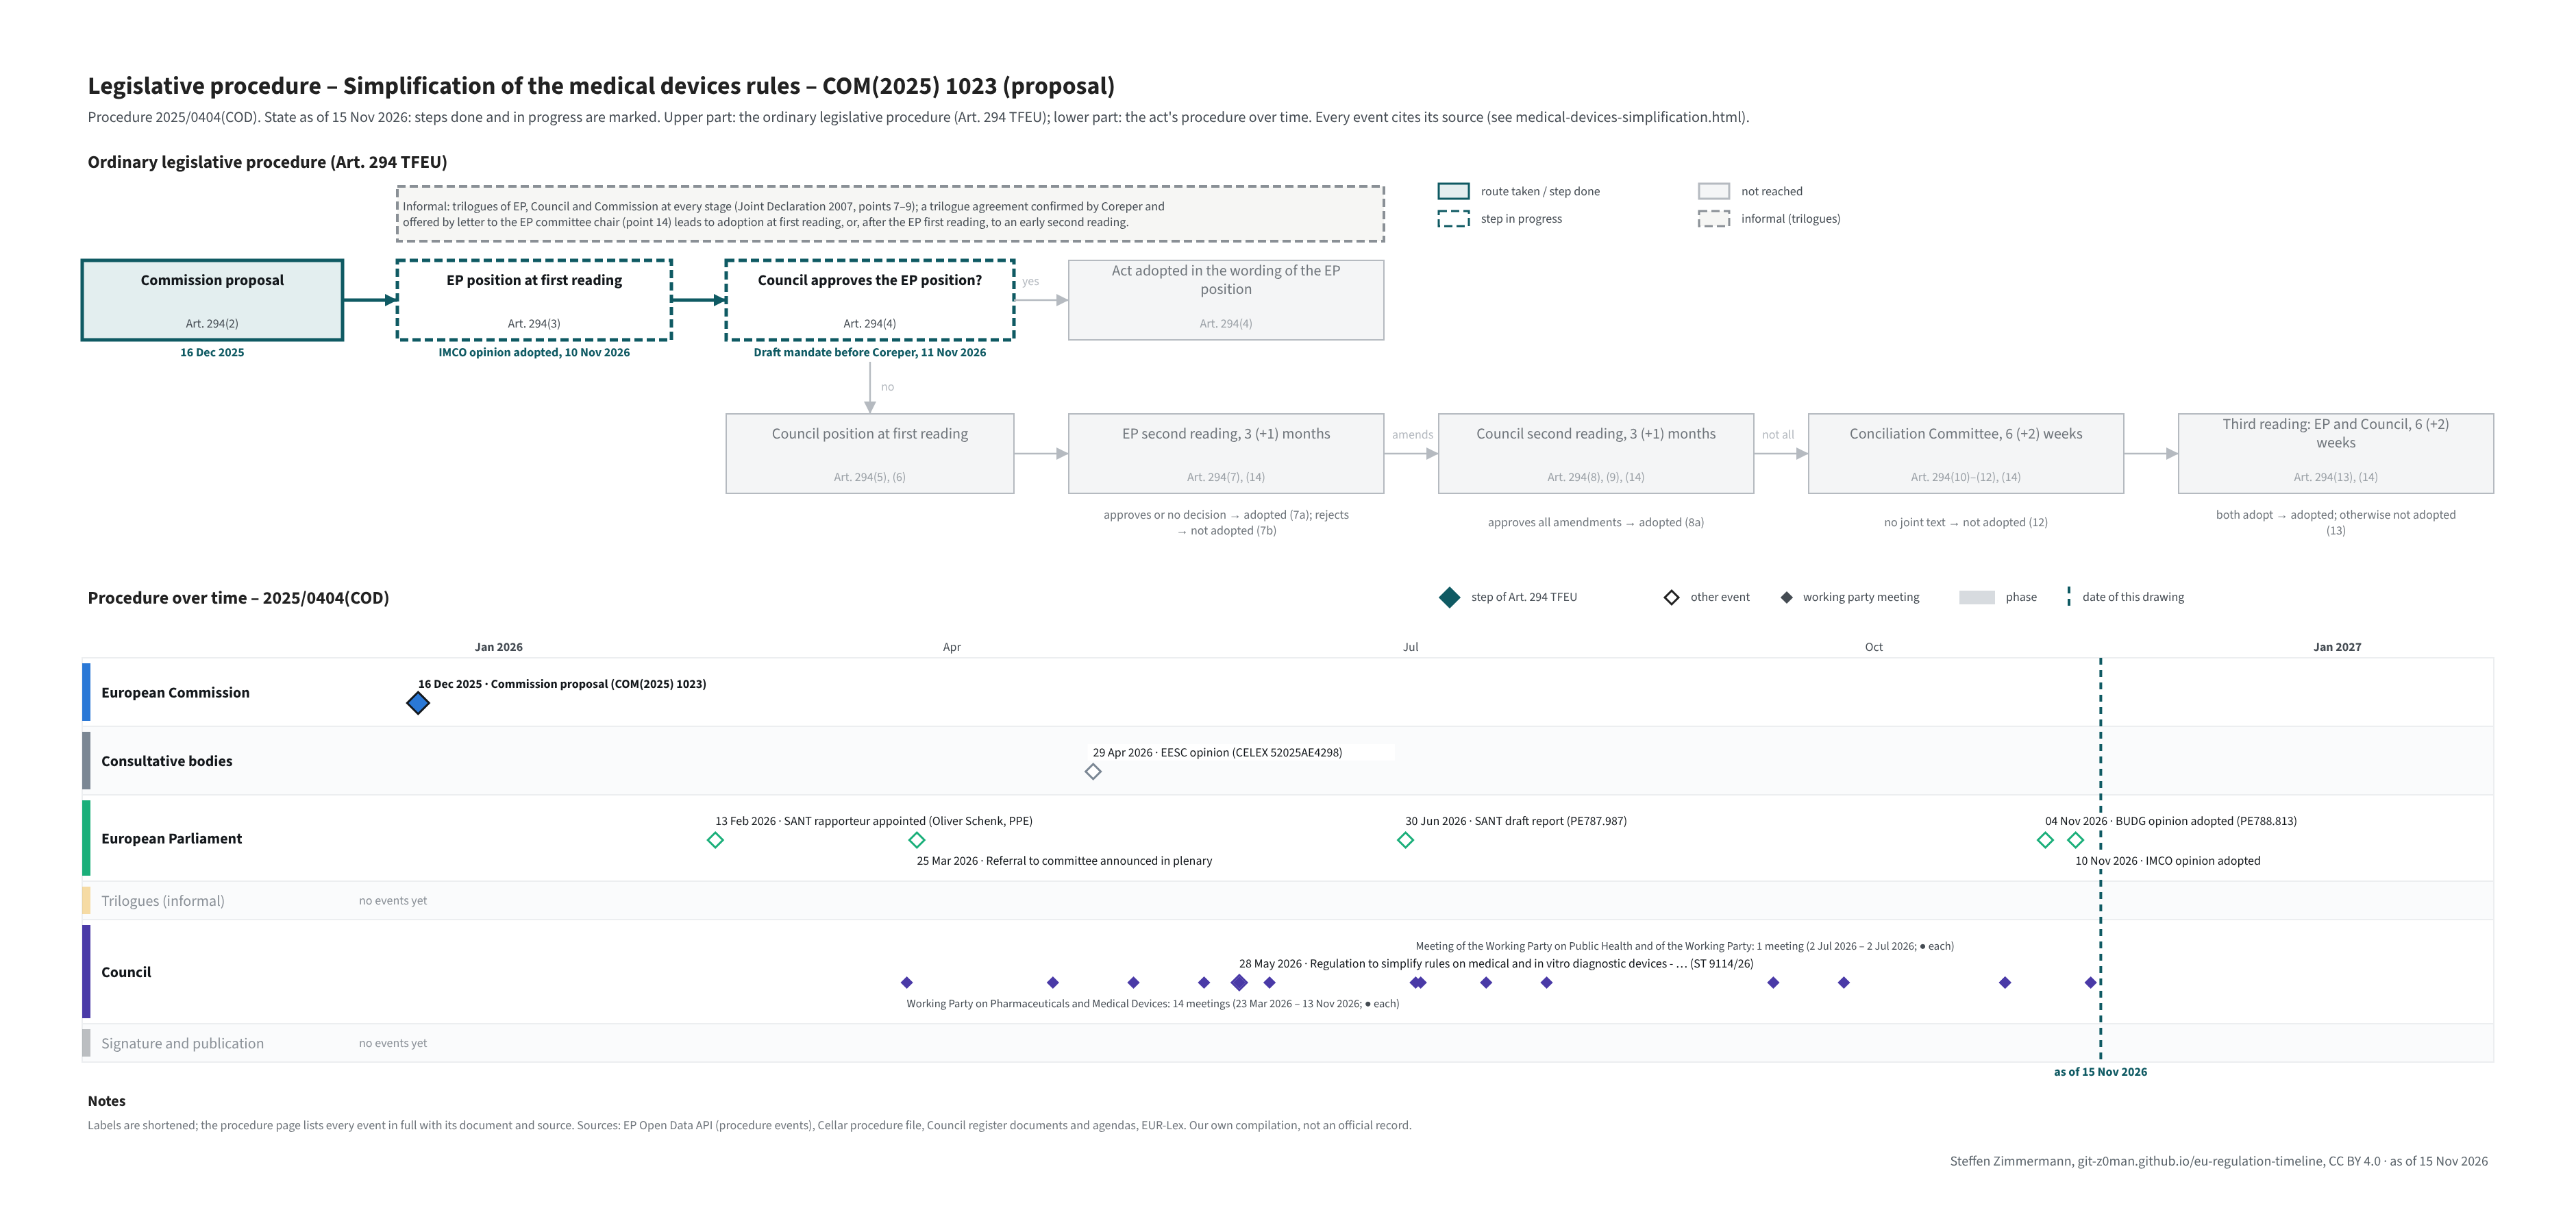 Legislative procedure – Simplification of the medical devices rules – COM(2025) 1023 (proposal)
Procedure 2025/0404(COD). State as of 15 Nov 2026: steps done and in progress are marked. Upper part: the ordinary legislative procedure (Art. 294 TFEU); lower part: the act's procedure over time. Every event cites its source (see medical-devices-simplification.html).
Ordinary legislative procedure (Art. 294 TFEU)
Informal: trilogues of EP, Council and Commission at every stage (Joint Declaration 2007, points 7–9); a trilogue agreement confirmed by Coreper and
offered by letter to the EP committee chair (point 14) leads to adoption at first reading, or, after the EP first reading, to an early second reading.
route taken / step done
not reached
step in progress
informal (trilogues)
Commission proposal
Art. 294(2)
16 Dec 2025
EP position at first reading
Art. 294(3)
IMCO opinion adopted, 10 Nov 2026
Council approves the EP position?
Art. 294(4)
Draft mandate before Coreper, 11 Nov 2026
yes
Act adopted in the wording of the EP
position
Art. 294(4)
no
Council position at first reading
Art. 294(5), (6)
EP second reading, 3 (+1) months
Art. 294(7), (14)
approves or no decision → adopted (7a); rejects
→ not adopted (7b)
amends
Council second reading, 3 (+1) months
Art. 294(8), (9), (14)
approves all amendments → adopted (8a)
not all
Conciliation Committee, 6 (+2) weeks
Art. 294(10)–(12), (14)
no joint text → not adopted (12)
Third reading: EP and Council, 6 (+2)
weeks
Art. 294(13), (14)
both adopt → adopted; otherwise not adopted
(13)
Procedure over time – 2025/0404(COD)
step of Art. 294 TFEU
other event
working party meeting
phase
date of this drawing
Jan 2026
Apr
Jul
Oct
Jan 2027
European Commission
16 Dec 2025 · Commission proposal (COM(2025) 1023)
Consultative bodies
29 Apr 2026 · EESC opinion (CELEX 52025AE4298)
European Parliament
13 Feb 2026 · SANT rapporteur appointed (Oliver Schenk, PPE)
30 Jun 2026 · SANT draft report (PE787.987)
04 Nov 2026 · BUDG opinion adopted (PE788.813)
25 Mar 2026 · Referral to committee announced in plenary
10 Nov 2026 · IMCO opinion adopted
Trilogues (informal)
no events yet
Council
Meeting of the Working Party on Public Health and of the Working Party: 1 meeting (2 Jul 2026 – 2 Jul 2026; ● each)
28 May 2026 · Regulation to simplify rules on medical and in vitro diagnostic devices - … (ST 9114/26)
Working Party on Pharmaceuticals and Medical Devices: 14 meetings (23 Mar 2026 – 13 Nov 2026; ● each)
Signature and publication
no events yet
as of 15 Nov 2026
Notes
Labels are shortened; the procedure page lists every event in full with its document and source. Sources: EP Open Data API (procedure events), Cellar procedure file, Council register documents and agendas, EUR-Lex. Our own compilation, not an official record.
Steffen Zimmermann, git-z0man.github.io/eu-regulation-timeline, CC BY 4.0 · as of 15 Nov 2026